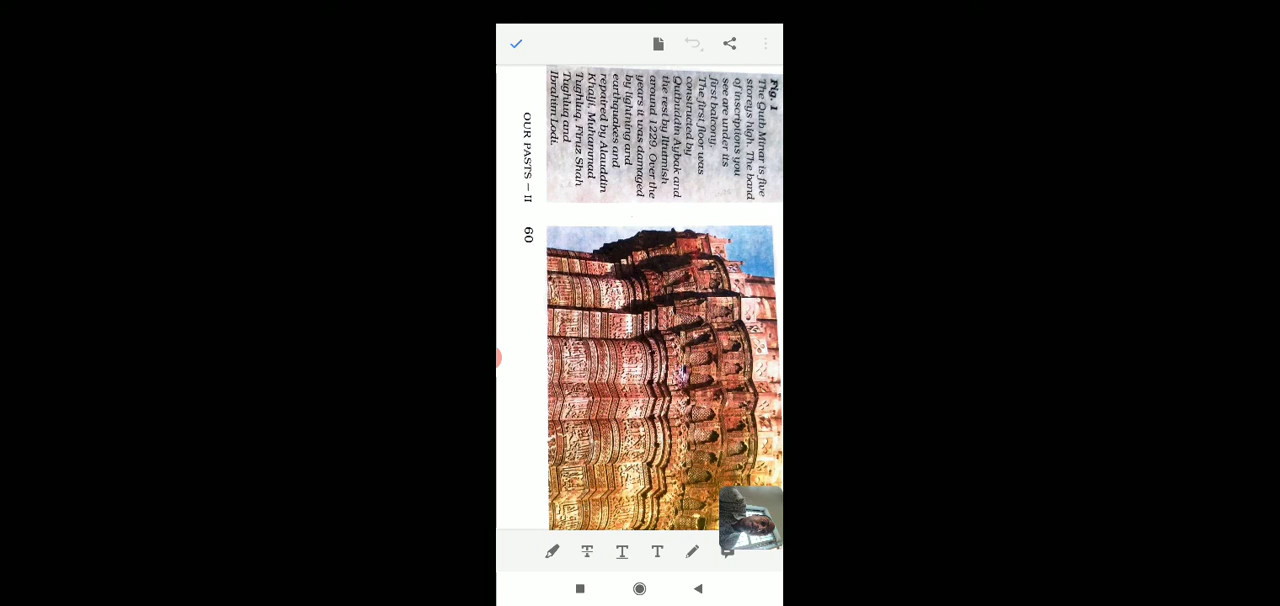 Fig. 1
The Qutb Minar is five
storeys high. The band
of inscriptions you
see are under its
first balcony.
The first floor was
constructed by
Qutbuddin Aybak and
the rest by Iltutmish
around 1229. Over the
years it was damaged
by lightning and
earthquakes and
repaired by Alauddin
Khalji, Muhammad
Tughluq, Firuz Shah
Tughluq and
Ibrahim Lodi.
OUR PASTS – II 60